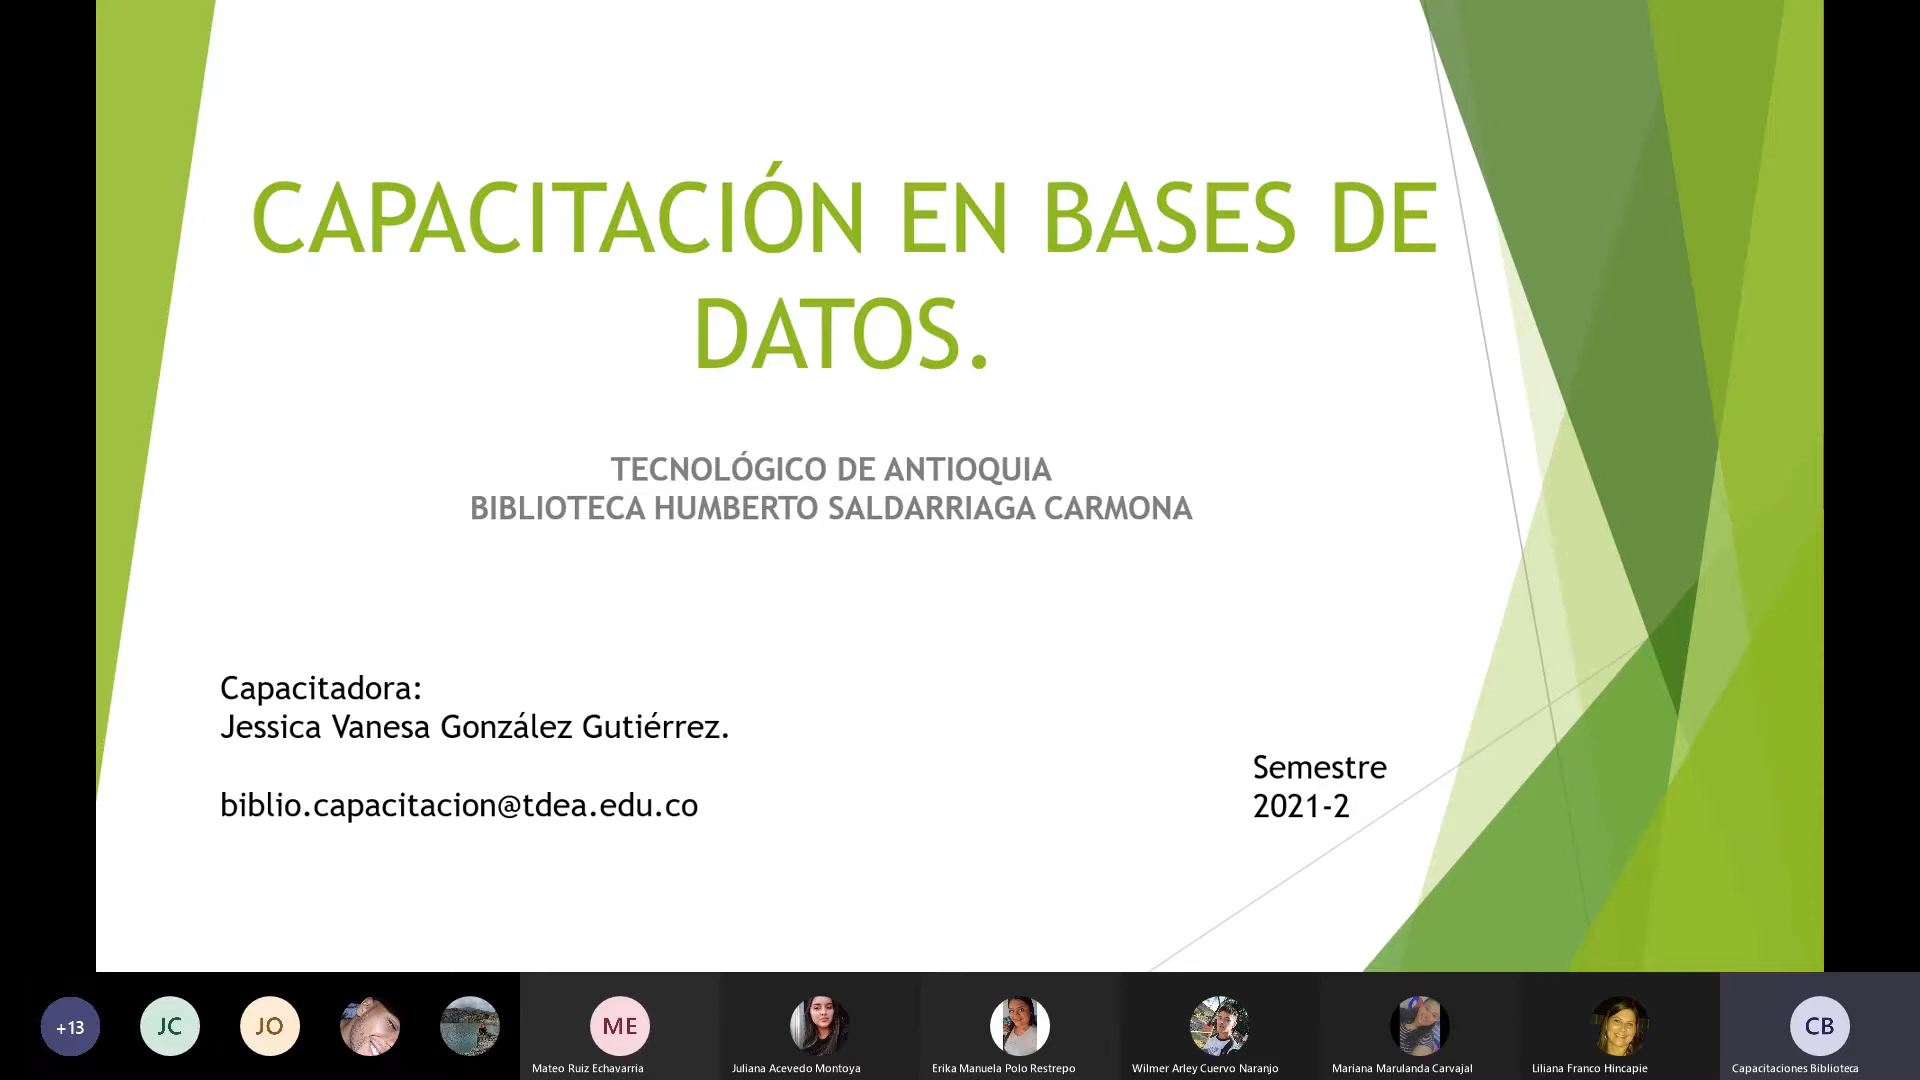 CAPACITACIÓN EN BASES DE
DATOS.
TECNOLÓGICO DE ANTIOQUIA
BIBLIOTECA HUMBERTO SALDARRIAGA CARMONA
Capacitadora:
Jessica Vanesa González Gutiérrez.
biblio.capacitacion@tdea.edu.co
Semestre
2021-2
+13
JC
JO
ME
CB
Mateo Ruiz Echavarria
Juliana Acevedo Montoya
Erika Manuela Polo Restrepo
Wilmer Arley Cuervo Naranjo
Mariana Marulanda Carvajal
Liliana Franco Hincapie
Capacitaciones Biblioteca